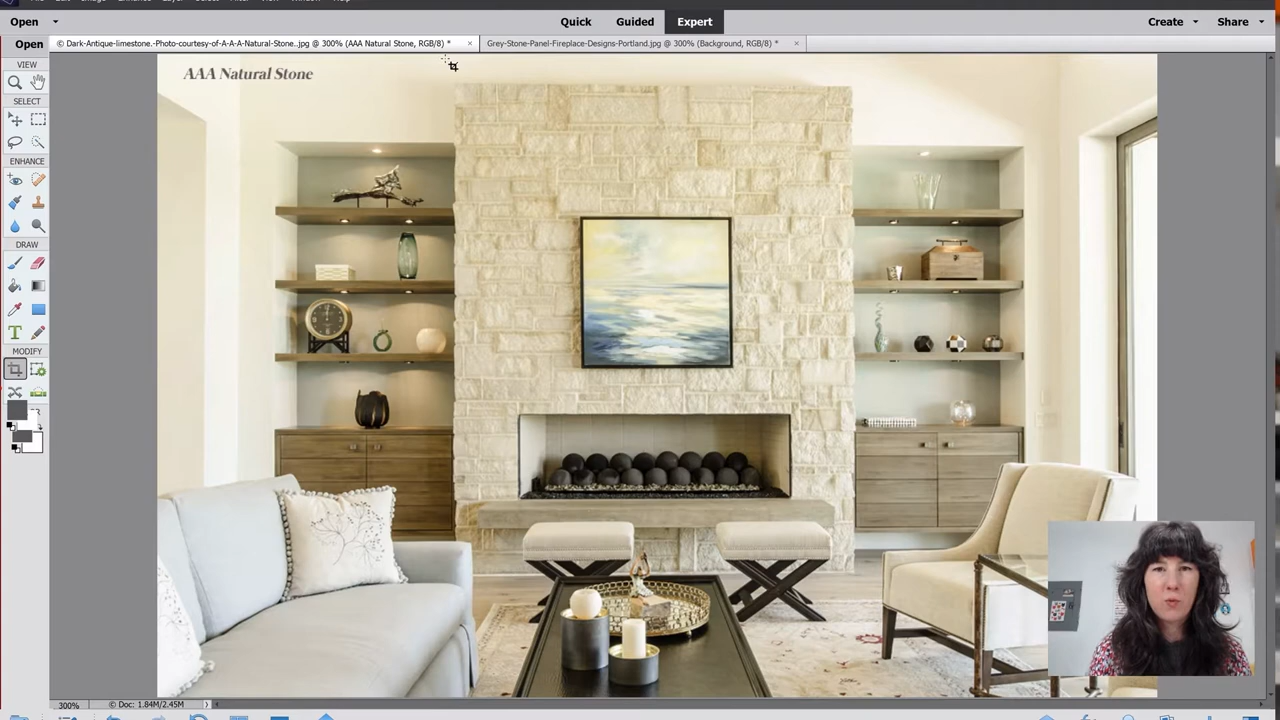 Open
Quick
Guided
Expert
Create
Share
Open
© Dark-Antique-limestone.-Photo-courtesy-of-A-A-A-Natural-Stone..jpg @ 300% (AAA Natural Stone, RGB/8) *
Grey-Stone-Panel-Fireplace-Designs-Portland.jpg @ 300% (Background, RGB/8) *
VIEW
AAA Natural Stone
SELECT
ENHANCE
DRAW
MODIFY
300%
© Doc: 1.84M/2.45M